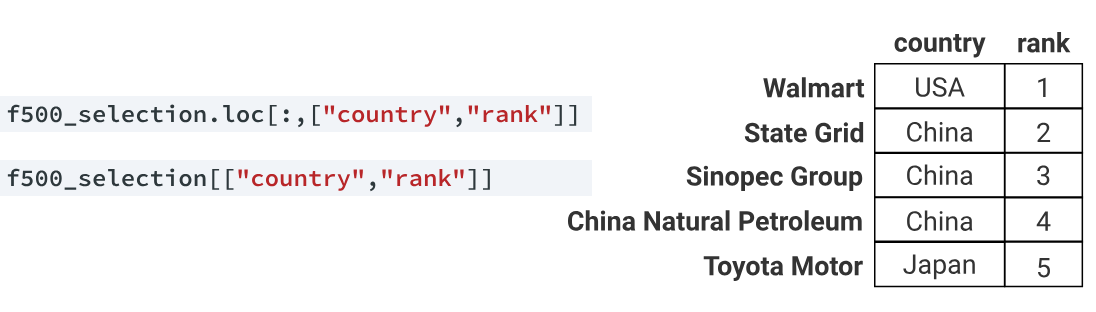 f500_selection.loc[:,["country","rank"]]
f500_selection[["country","rank"]]
country rank
Walmart USA 1
State Grid China 2
Sinopec Group China 3
China Natural Petroleum China 4
Toyota Motor Japan 5